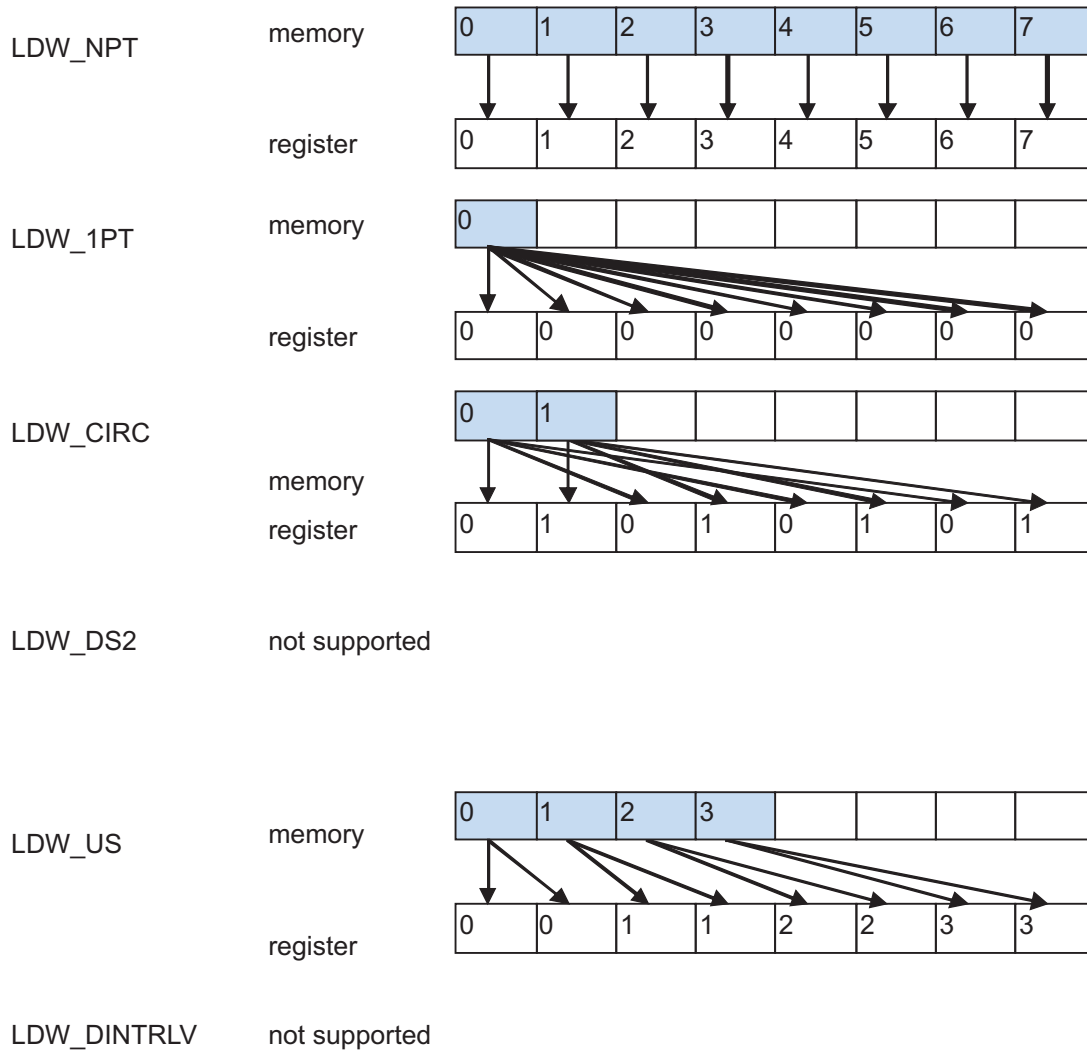 LDW_NPT
memory
0 1 2 3 4 5 6 7
register
0 1 2 3 4 5 6 7
LDW_1PT
memory
0
register
0 0 0 0 0 0 0 0
LDW_CIRC
0 1
memory
register
0 1 0 1 0 1 0 1
LDW_DS2 not supported
LDW_US
memory
0 1 2 3
register
0 0 1 1 2 2 3 3
LDW_DINTRLV not supported